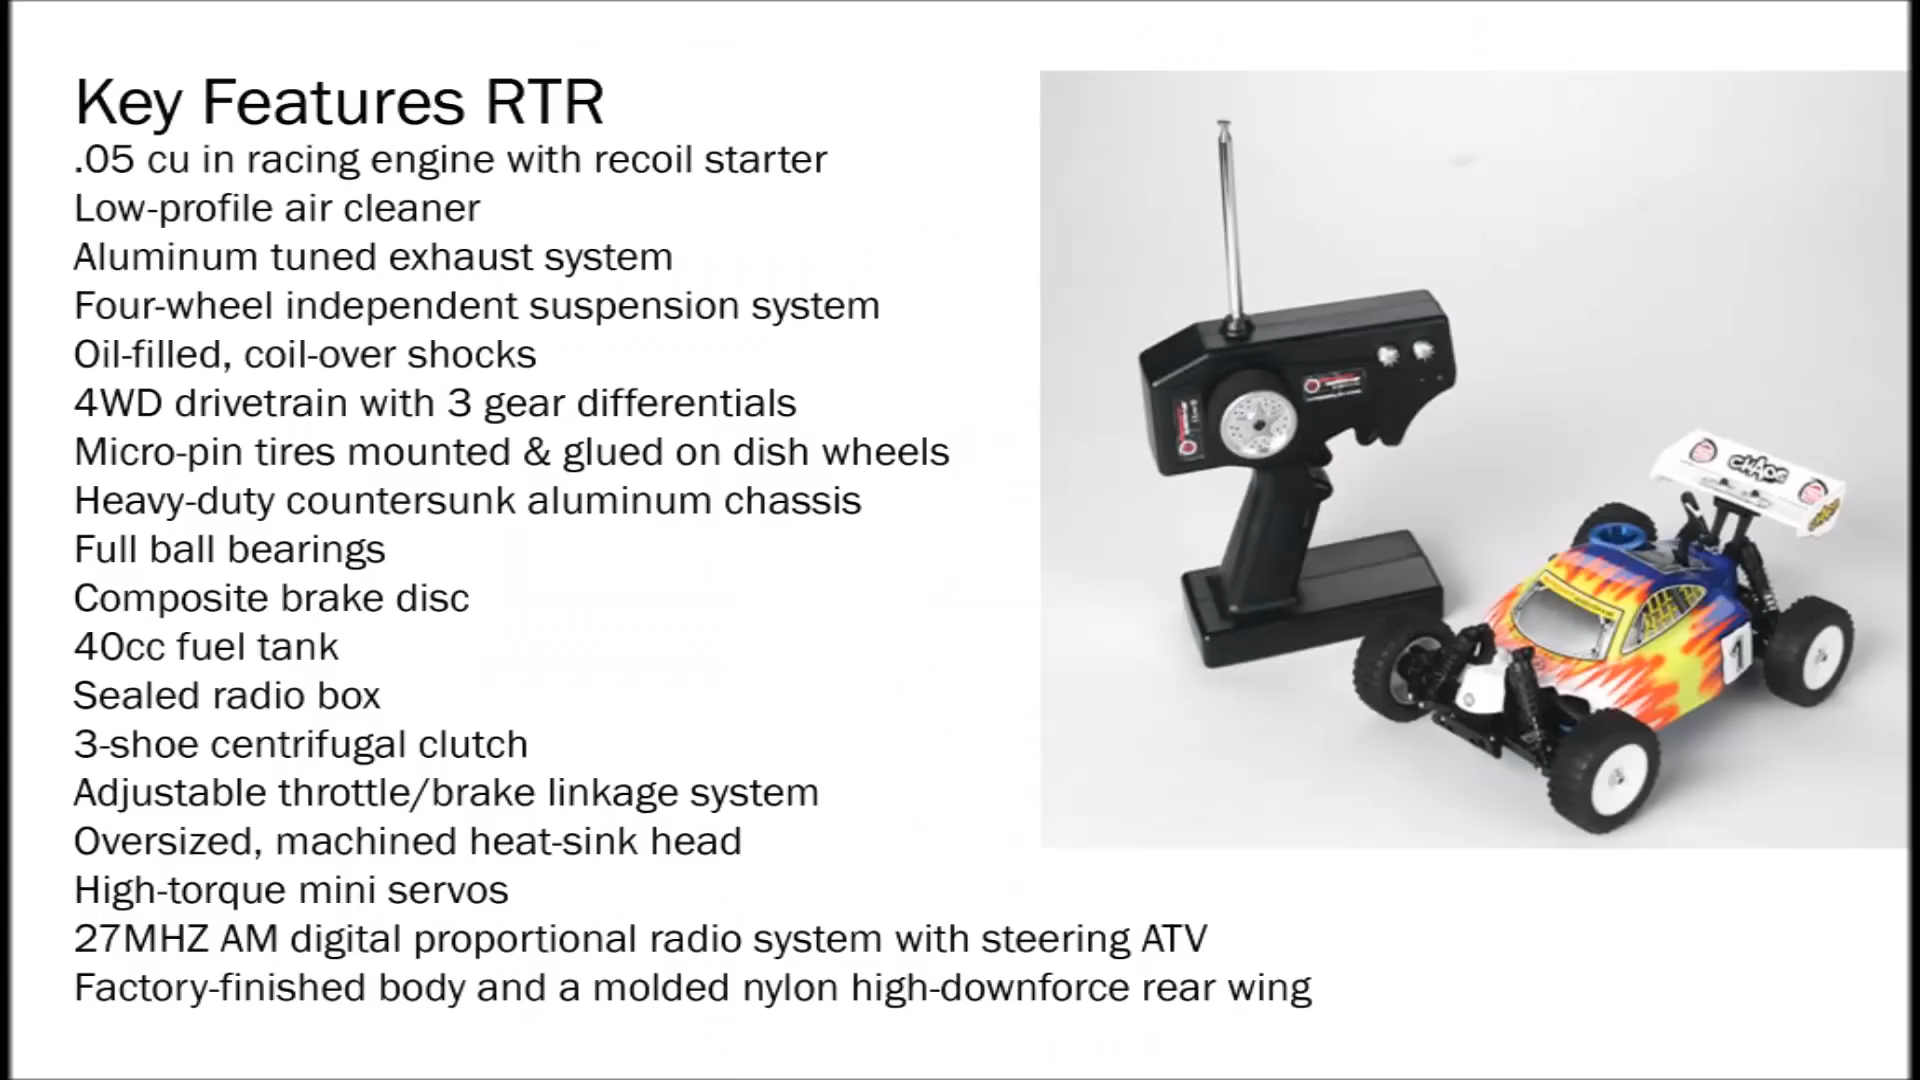 Key Features RTR
.05 cu in racing engine with recoil starter
Low-profile air cleaner
Aluminum tuned exhaust system
Four-wheel independent suspension system
Oil-filled, coil-over shocks
4WD drivetrain with 3 gear differentials
Micro-pin tires mounted & glued on dish wheels
Heavy-duty countersunk aluminum chassis
Full ball bearings
Composite brake disc
40cc fuel tank
Sealed radio box
3-shoe centrifugal clutch
Adjustable throttle/brake linkage system
Oversized, machined heat-sink head
High-torque mini servos
27MHZ AM digital proportional radio system with steering ATV
Factory-finished body and a molded nylon high-downforce rear wing
CHAOS
1